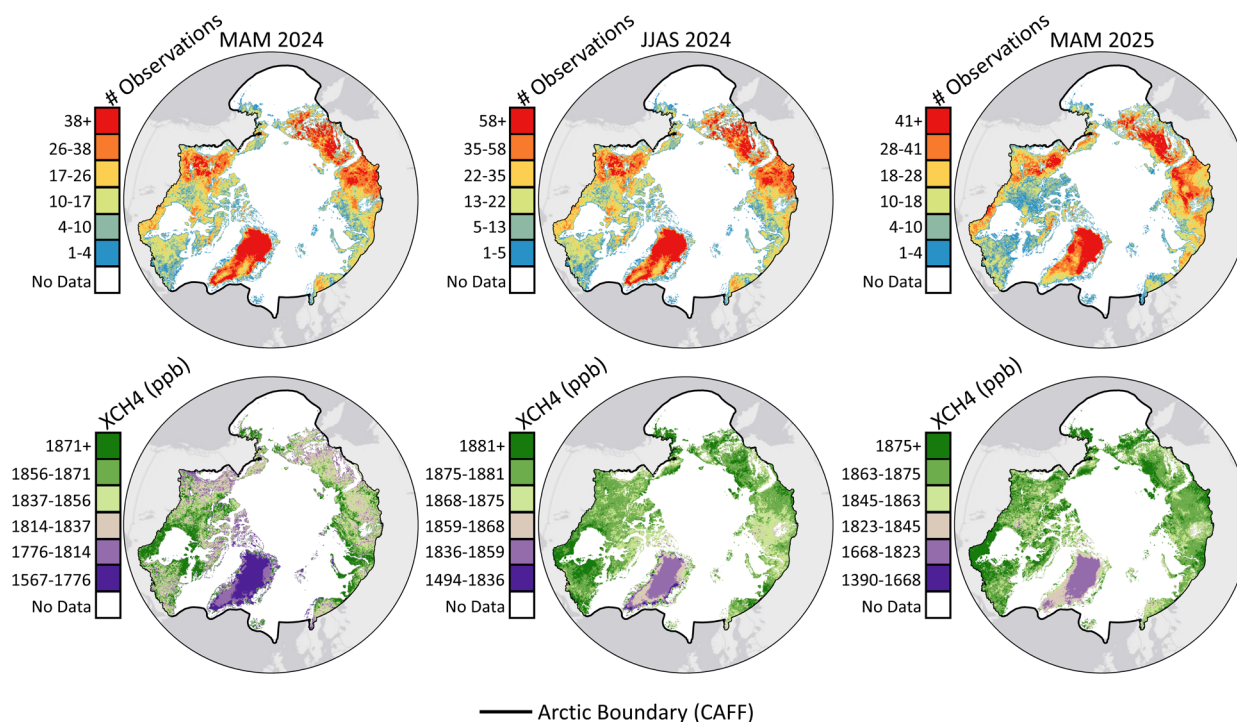 MAM 2024
# Observations
38+
26-38
17-26
10-17
4-10
1-4
No Data
JJAS 2024
# Observations
58+
35-58
22-35
13-22
5-13
1-5
No Data
MAM 2025
# Observations
41+
28-41
18-28
10-18
4-10
1-4
No Data
XCH4 (ppb)
1871+
1856-1871
1837-1856
1814-1837
1776-1814
1567-1776
No Data
XCH4 (ppb)
1881+
1875-1881
1868-1875
1859-1868
1836-1859
1494-1836
No Data
XCH4 (ppb)
1875+
1863-1875
1845-1863
1823-1845
1668-1823
1390-1668
No Data
Arctic Boundary (CAFF)